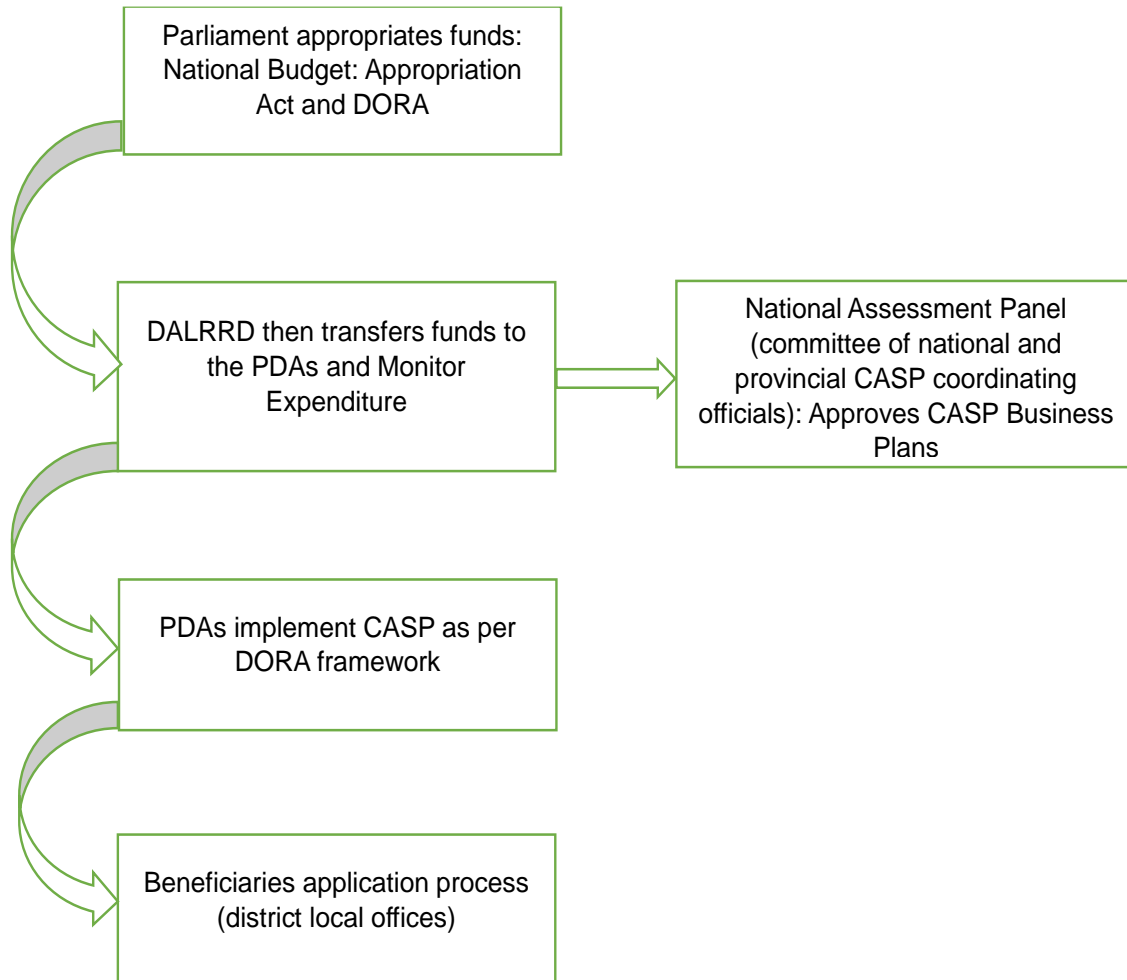 Parliament appropriates funds:
National Budget: Appropriation
Act and DORA
DALRRD then transfers funds to
the PDAs and Monitor
Expenditure
National Assessment Panel
(committee of national and
provincial CASP coordinating
officials): Approves CASP Business
Plans
PDAs implement CASP as per
DORA framework
Beneficiaries application process
(district local offices)